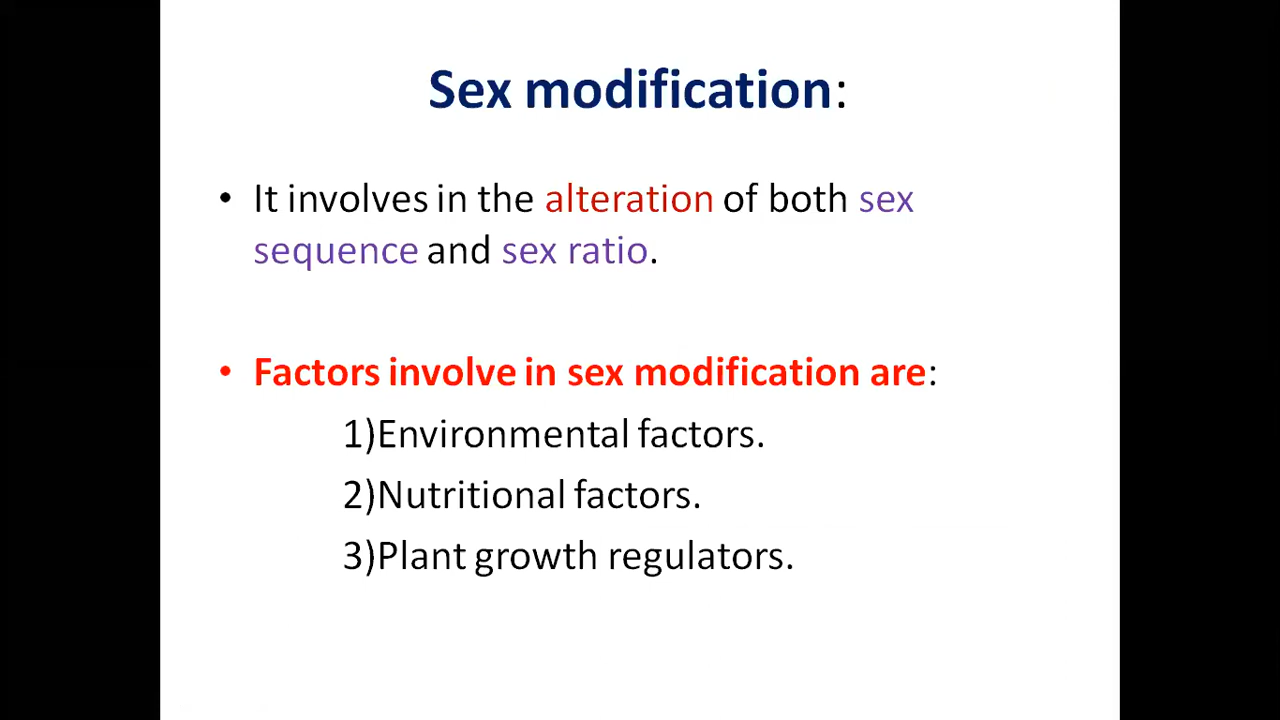 Sex modification:
• It involves in the alteration of both sex
sequence and sex ratio.
• Factors involve in sex modification are:
1)Environmental factors.
2)Nutritional factors.
3)Plant growth regulators.